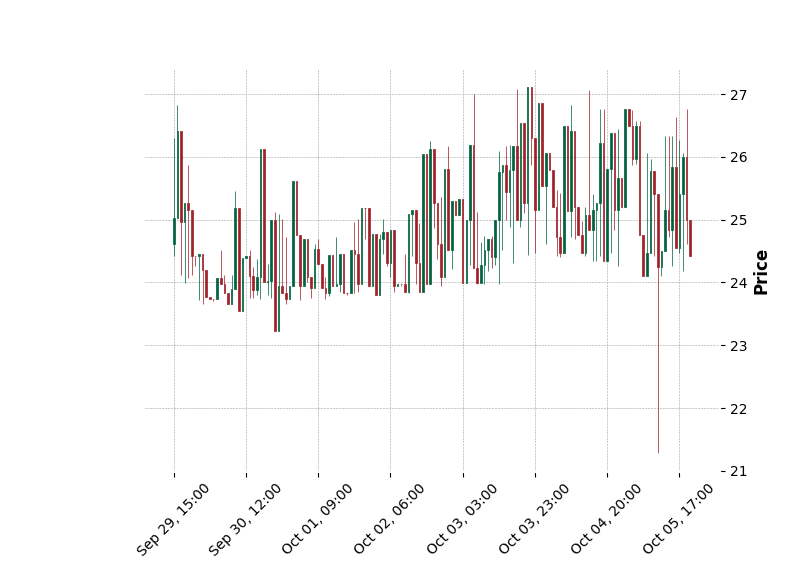 27
26
25
24
23
22
21
Price
Sep 29, 15:00
Sep 30, 12:00
Oct 01, 09:00
Oct 02, 06:00
Oct 03, 03:00
Oct 03, 23:00
Oct 04, 20:00
Oct 05, 17:00